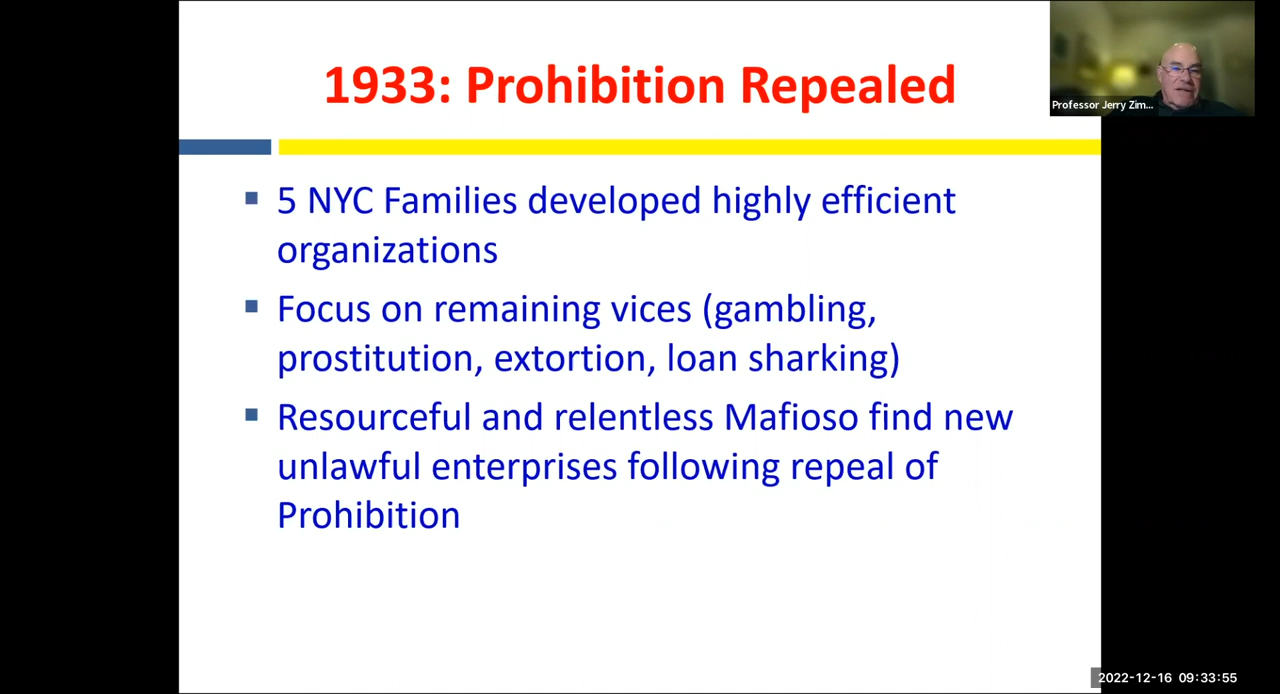 1933: Prohibition Repealed
Professor Jerry Zim...
5 NYC Families developed highly efficient
organizations
Focus on remaining vices (gambling,
prostitution, extortion, loan sharking)
Resourceful and relentless Mafioso find new
unlawful enterprises following repeal of
Prohibition
2022-12-16 09:33:55